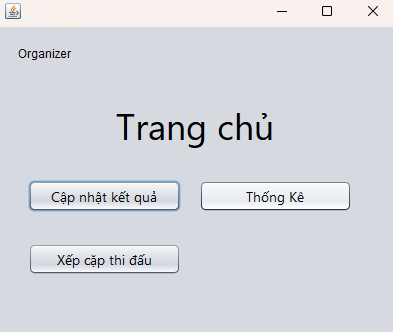 Organizer
Trang chủ
Cập nhật kết quả
Thống Kê
Xếp cặp thi đấu